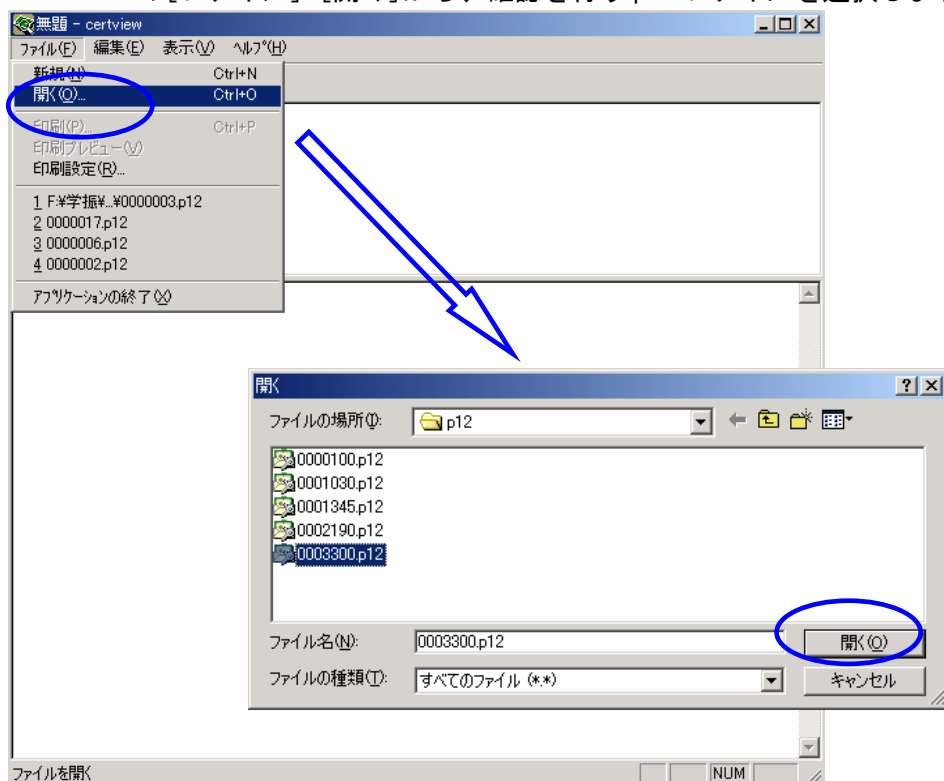 無題 - certview
ファイル(F) 編集(E) 表示(V) ヘルプ(H)
新規(N) Ctrl+N
開く(O)... Ctrl+O
印刷(P)... Ctrl+P
印刷プレビュー(V)
印刷設定(R)...
1 F:¥学振¥...¥0000003.p12
2 0000017.p12
3 0000006.p12
4 0000002.p12
アプリケーションの終了(X)
開く
ファイルの場所(I): p12
0000100.p12
0001030.p12
0001345.p12
0002190.p12
0003300.p12
ファイル名(N): 0003300.p12 開く(O)
ファイルの種類(T): すべてのファイル (*.*) キャンセル
ファイルを開く NUM